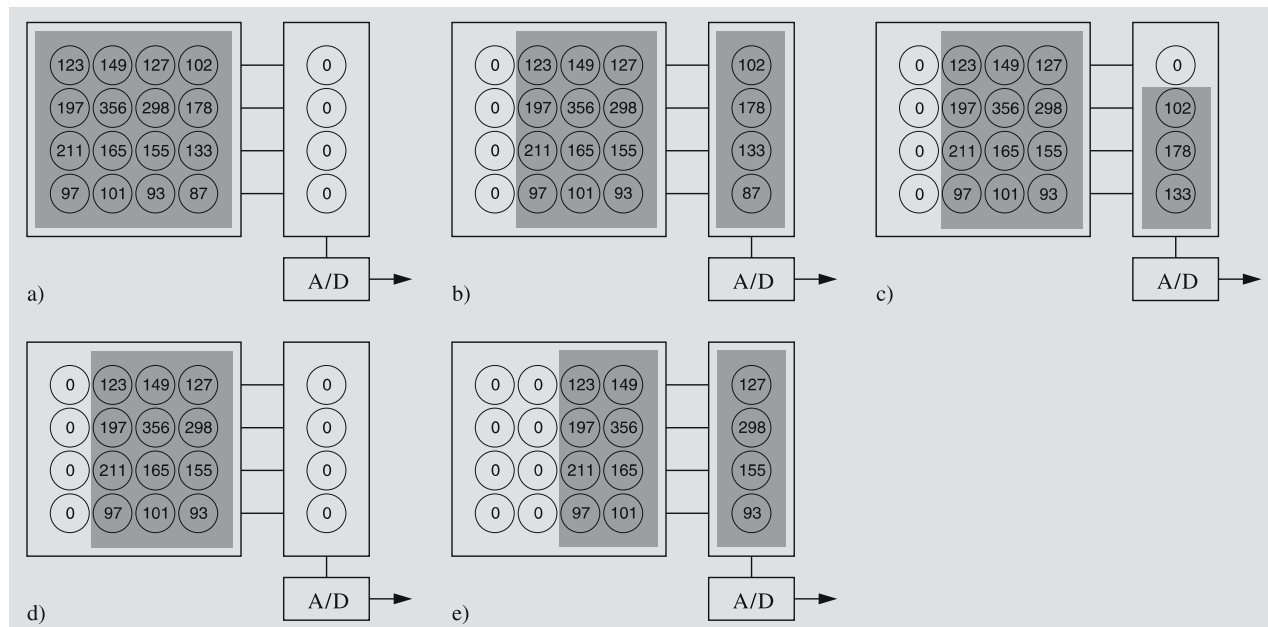 123 149 127 102 0
197 356 298 178 0
211 165 155 133 0
97 101 93 87 0
A/D
a)
0 123 149 127 102
0 197 356 298 178
0 211 165 155 133
0 97 101 93 87
A/D
b)
0 123 149 127 0
0 197 356 298 102
0 211 165 155 178
0 97 101 93 133
A/D
c)
0 123 149 127 0
0 197 356 298 0
0 211 165 155 0
0 97 101 93 0
A/D
d)
0 0 123 149 127
0 0 197 356 298
0 0 211 165 155
0 0 97 101 93
A/D
e)